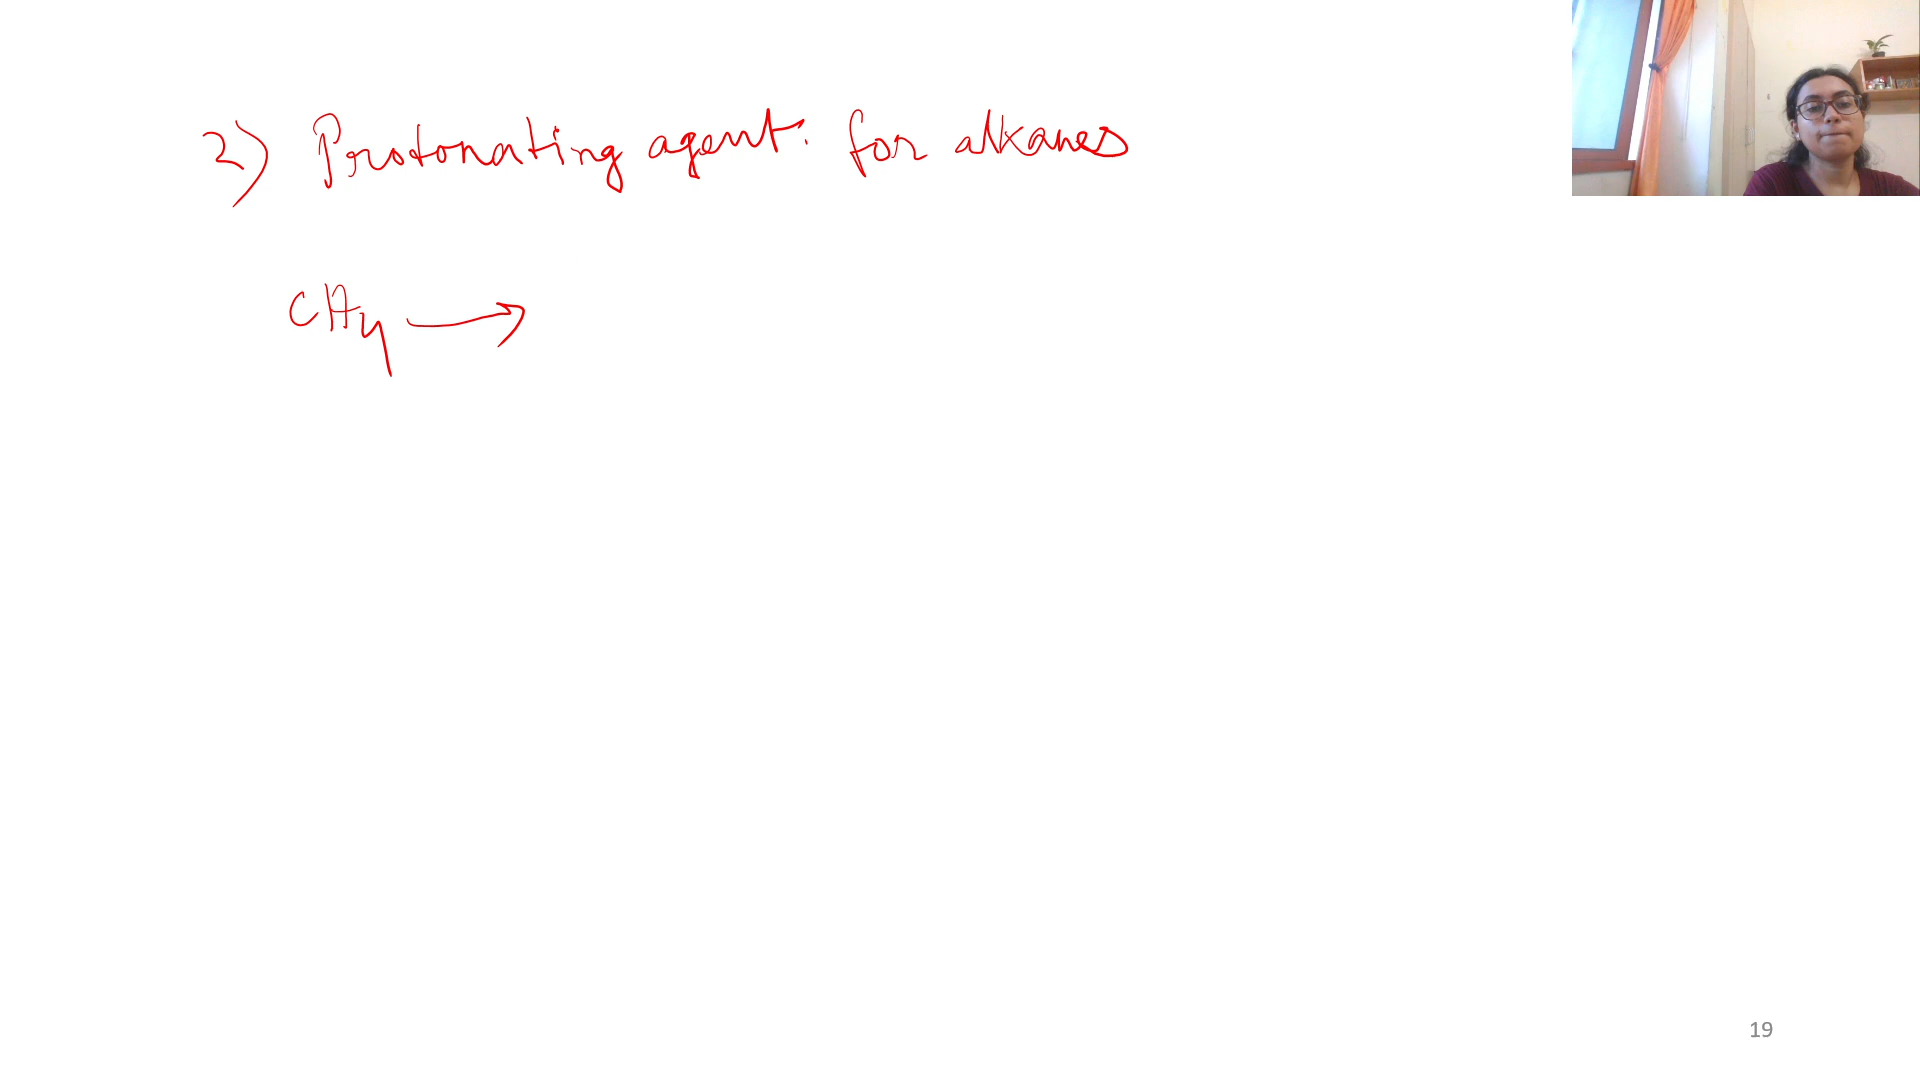 2) Protonating agent: for alkanes
CH4 →
19